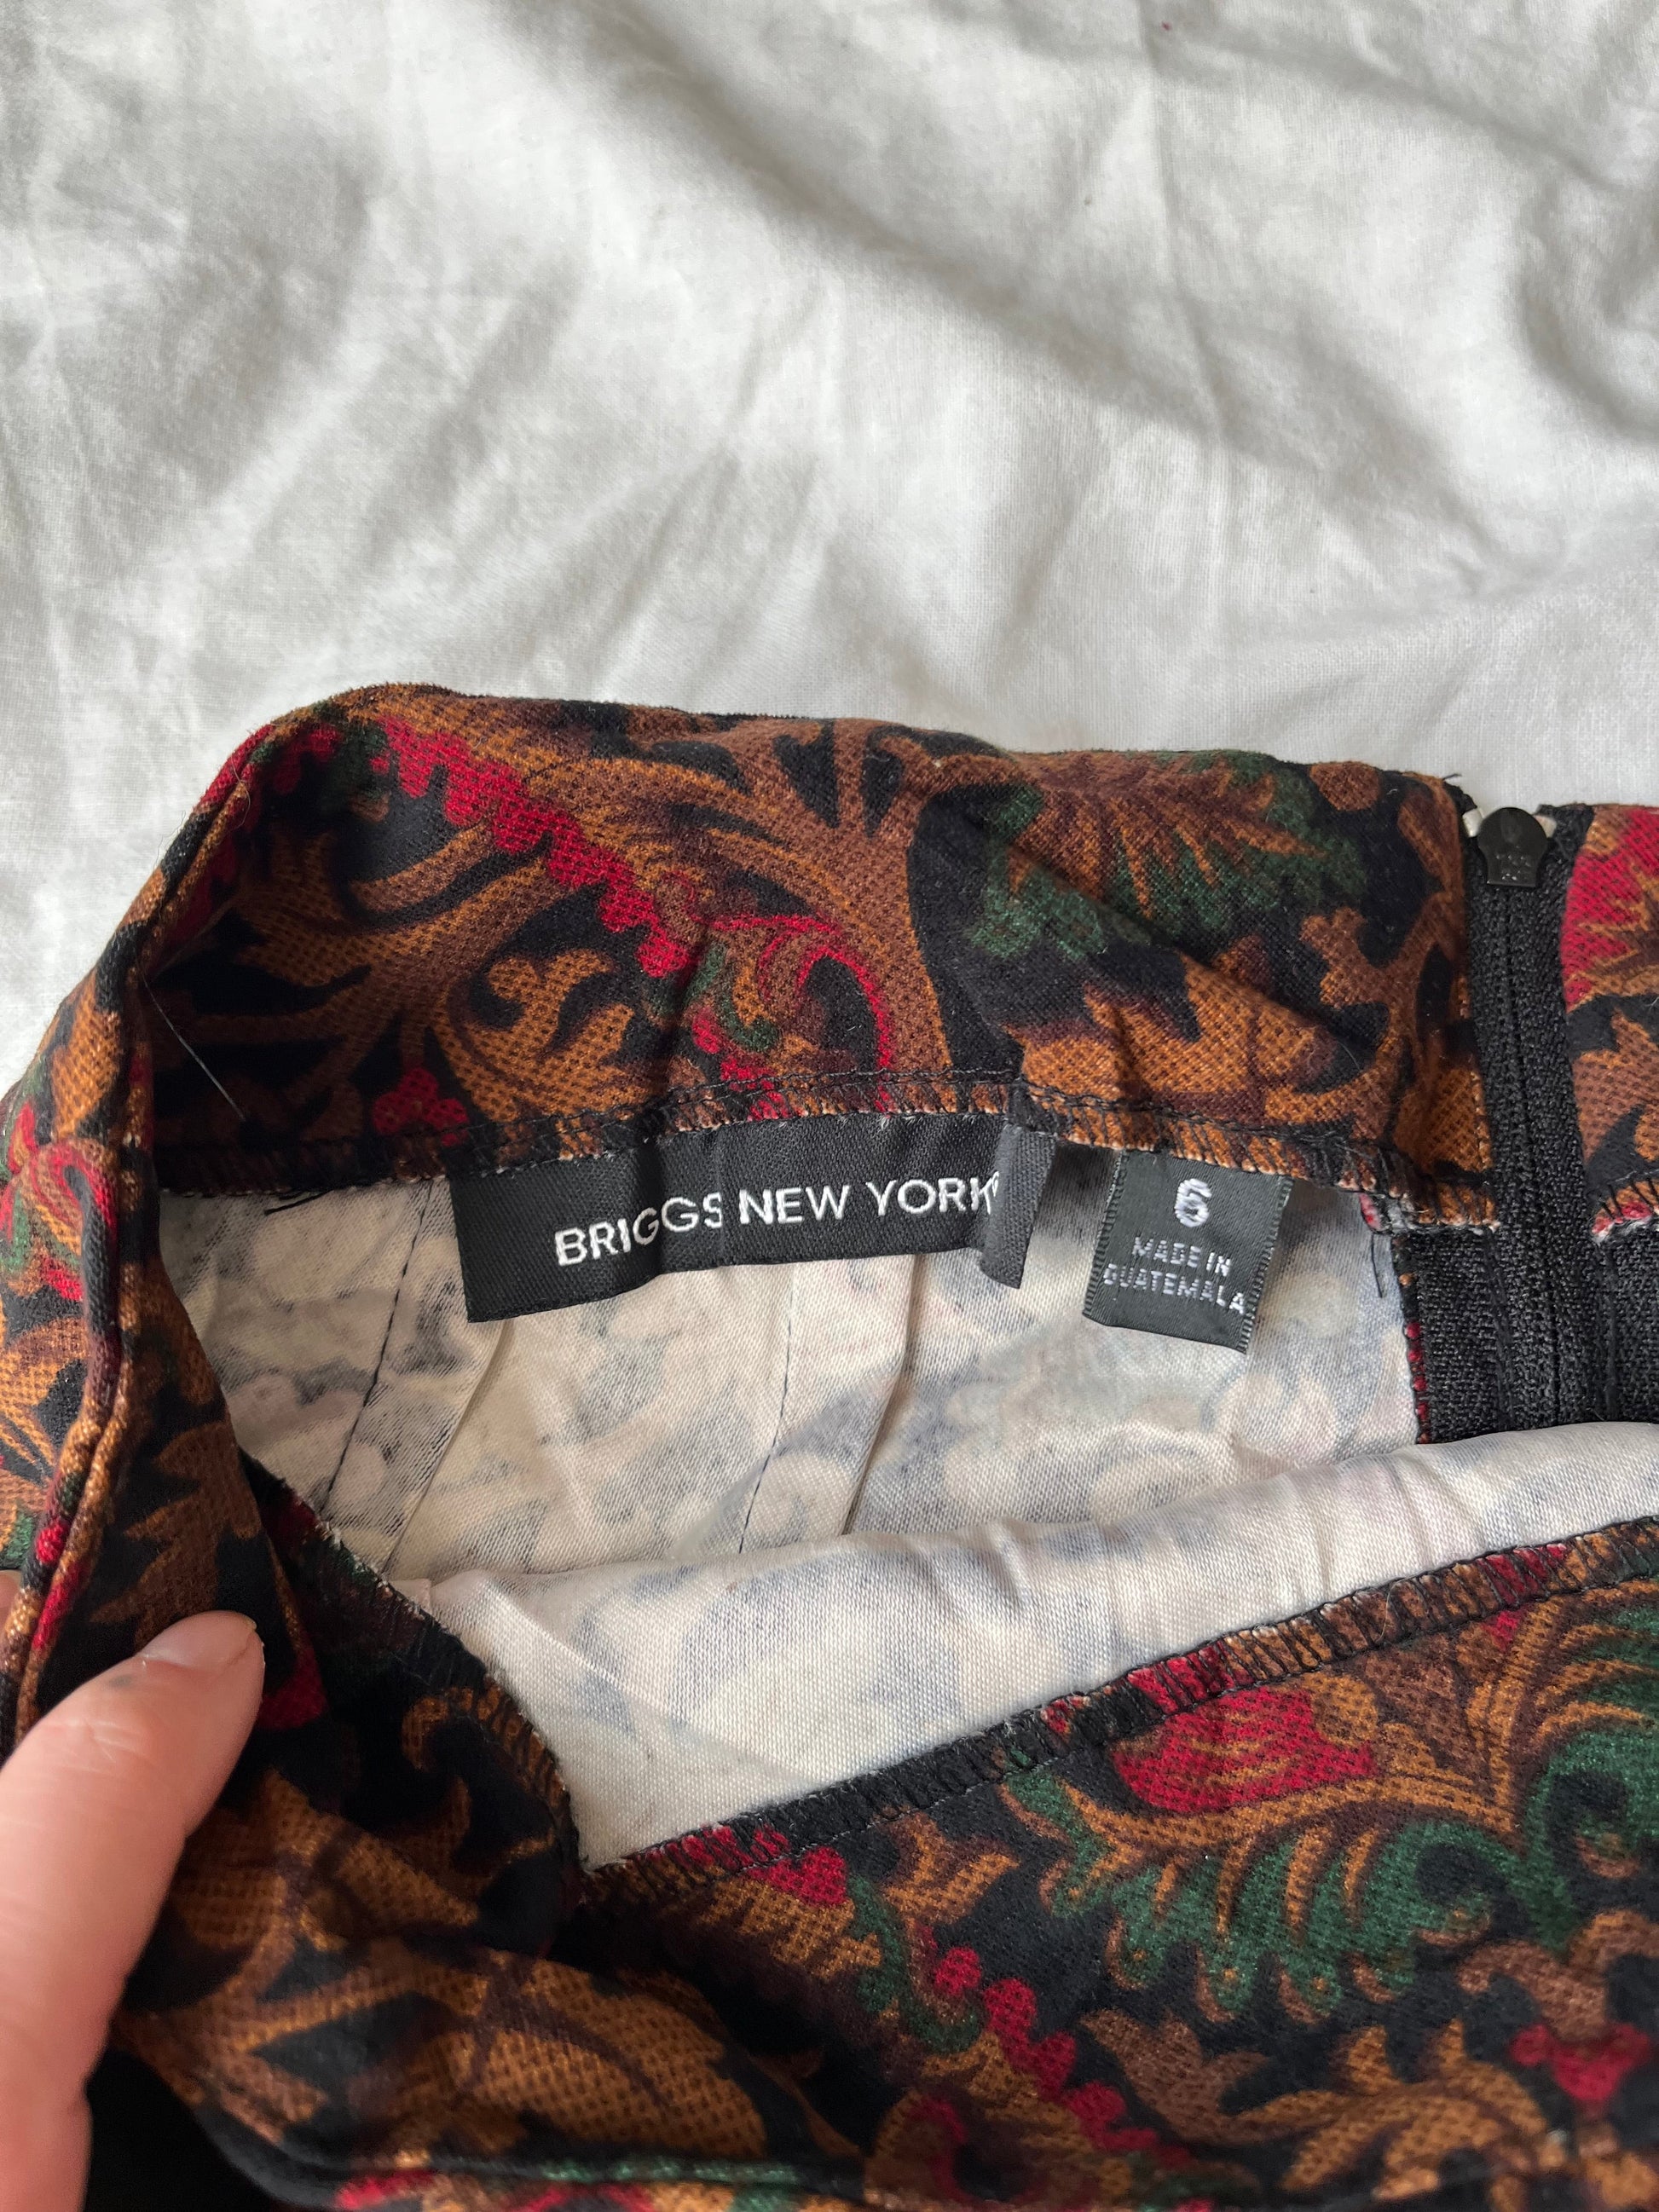 BRIGGS NEW YORK®
6
MADE IN
GUATEMALA